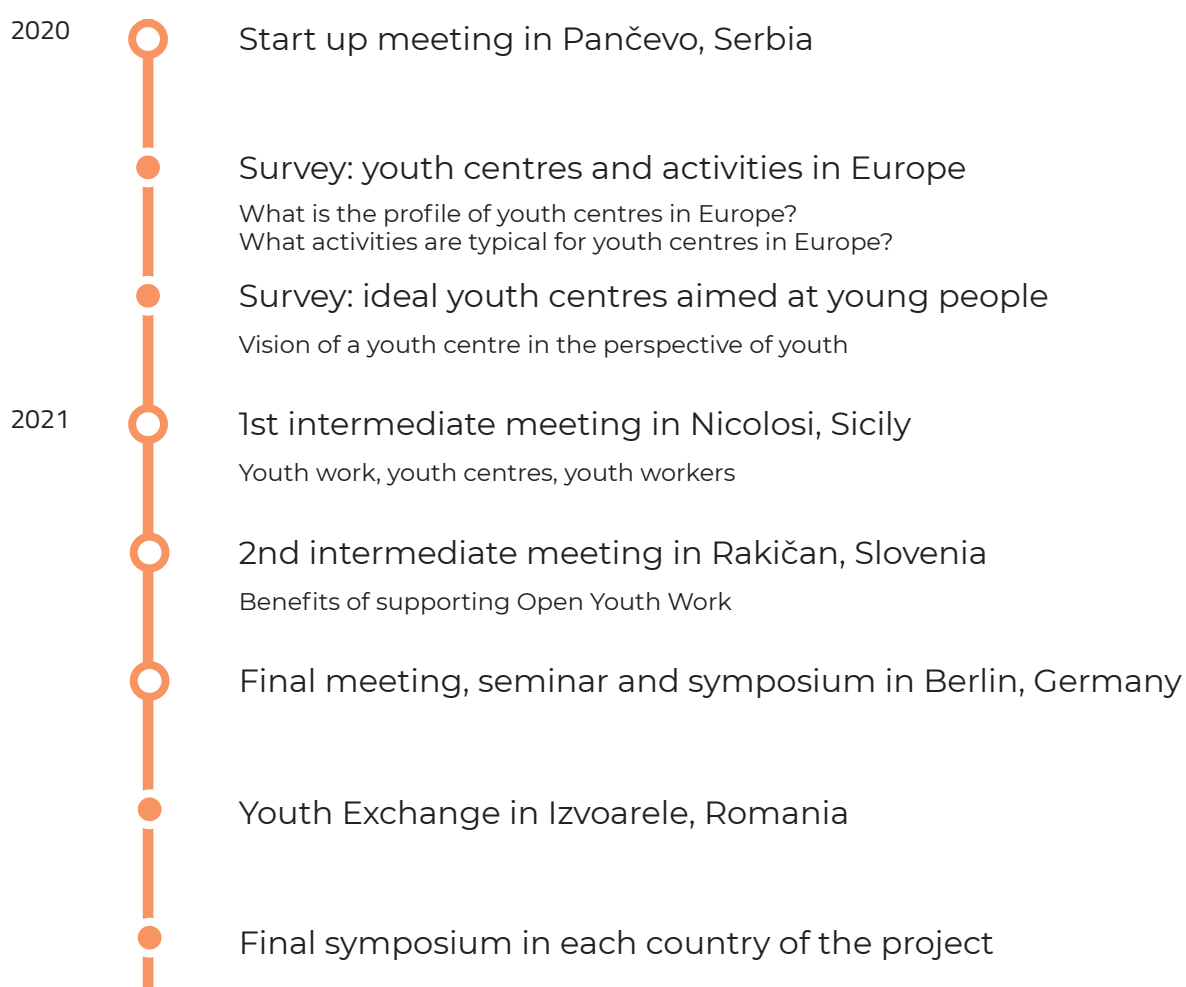 2020
Start up meeting in Pančevo, Serbia
Survey: youth centres and activities in Europe
What is the profile of youth centres in Europe?
What activities are typical for youth centres in Europe?
Survey: ideal youth centres aimed at young people
Vision of a youth centre in the perspective of youth
2021
1st intermediate meeting in Nicolosi, Sicily
Youth work, youth centres, youth workers
2nd intermediate meeting in Rakičan, Slovenia
Benefits of supporting Open Youth Work
Final meeting, seminar and symposium in Berlin, Germany
Youth Exchange in Izvoarele, Romania
Final symposium in each country of the project